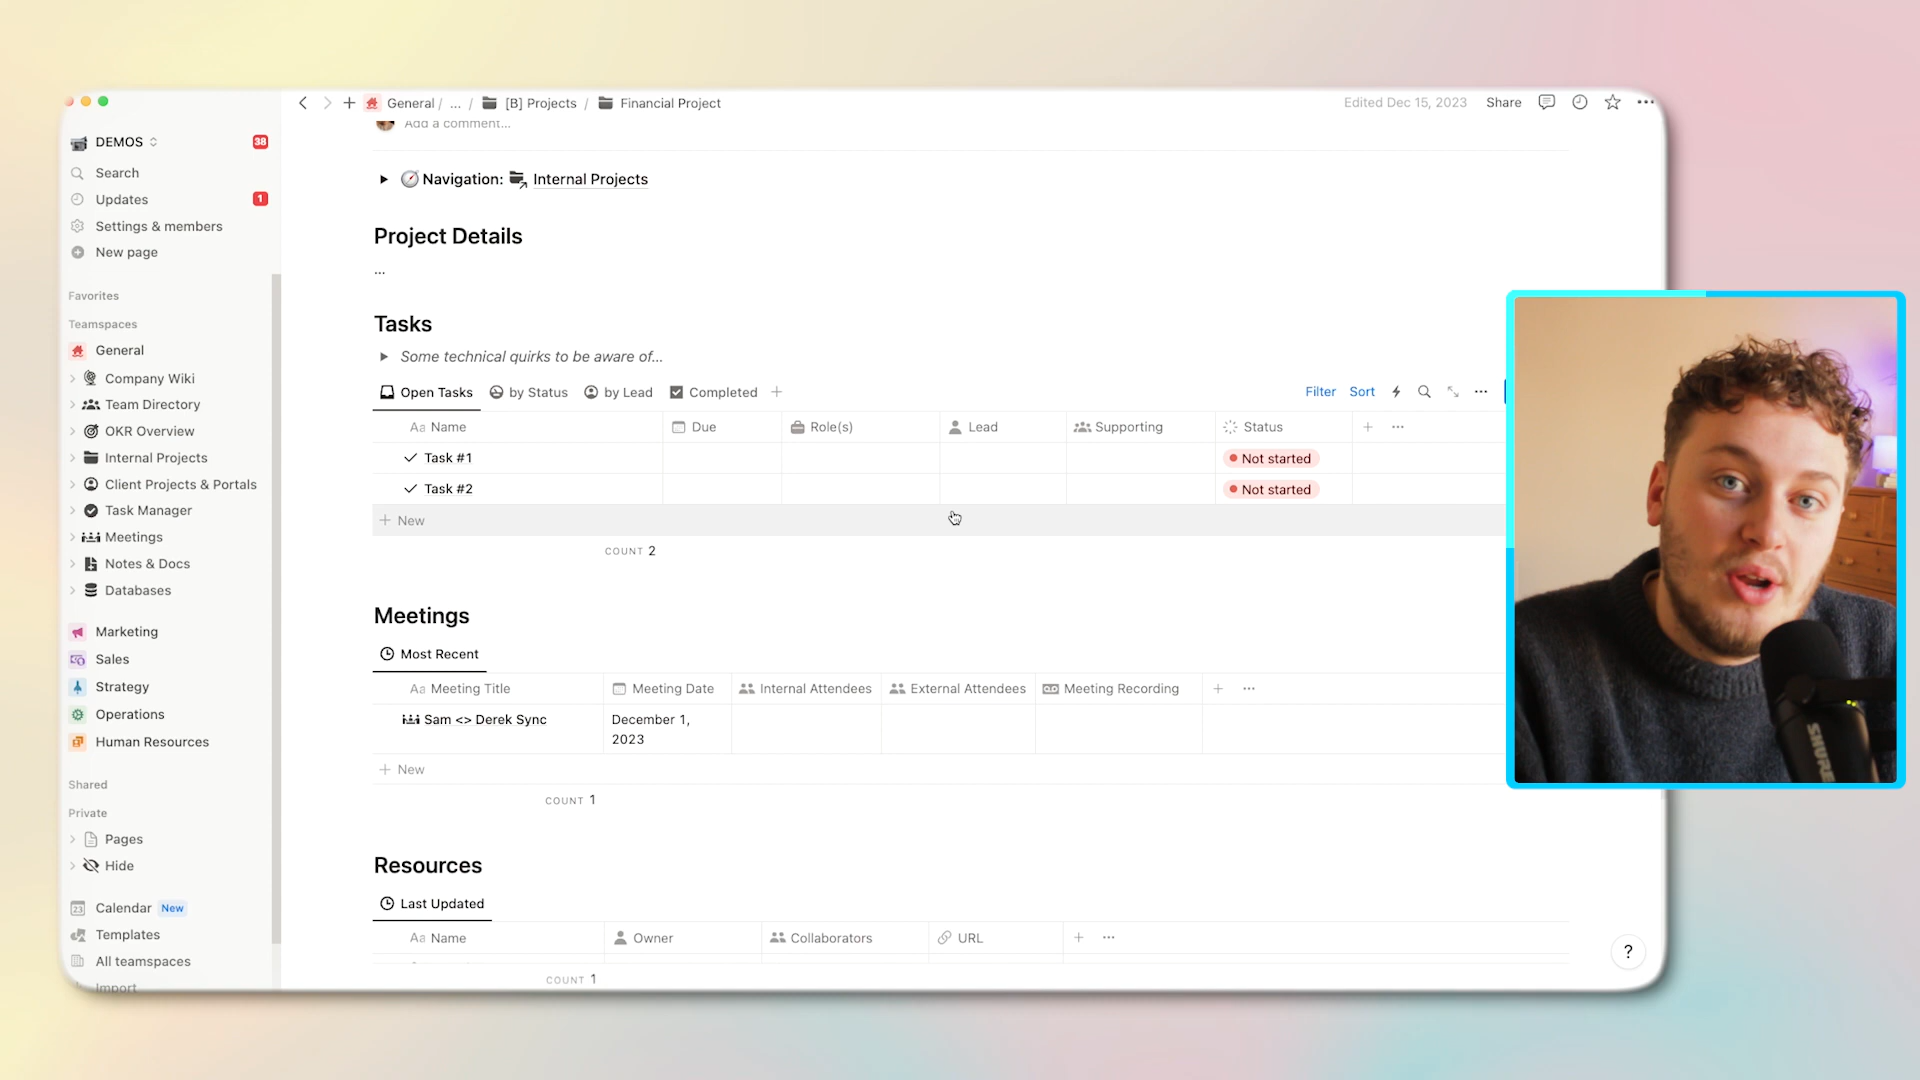 General / ... / [B] Projects / Financial Project
Edited Dec 15, 2023 Share
DEMOS 38
Search
Updates 1
Settings & members
New page
Favorites
Teamspaces
General
Company Wiki
Team Directory
OKR Overview
Internal Projects
Client Projects & Portals
Task Manager
Meetings
Notes & Docs
Databases
Marketing
Sales
Strategy
Operations
Human Resources
Shared
Private
Pages
Hide
23 Calendar New
Templates
All teamspaces
Import
Add a comment...
Navigation: Internal Projects
Project Details
...
Tasks
Some technical quirks to be aware of...
Open Tasks by Status by Lead Completed
Filter Sort
Aa Name Due Role(s) Lead Supporting Status
Task #1 Not started
Task #2 Not started
New
COUNT 2
Meetings
Most Recent
Aa Meeting Title Meeting Date Internal Attendees External Attendees Meeting Recording
Sam <> Derek Sync December 1,
2023
New
COUNT 1
Resources
Last Updated
Aa Name Owner Collaborators URL
COUNT 1
?
SHURE